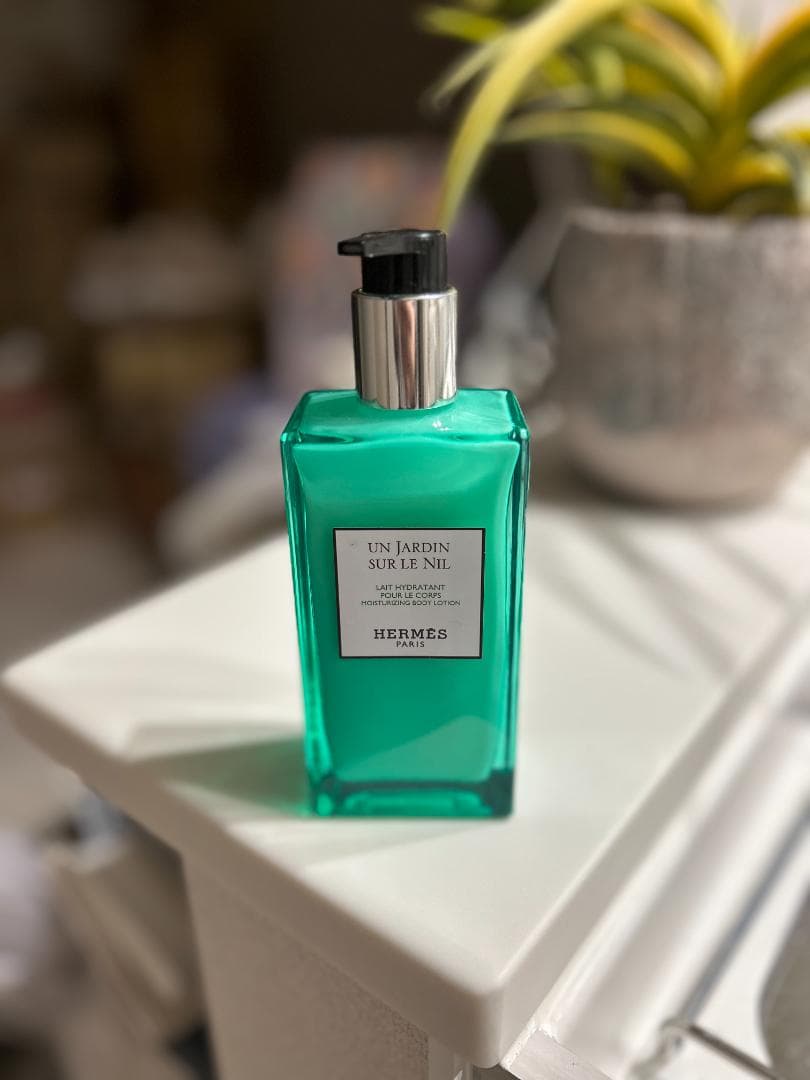 UN JARDIN
SUR LE NIL
LAIT HYDRATANT
POUR LE CORPS
MOISTURIZING BODY LOTION
HERMÈS
PARIS